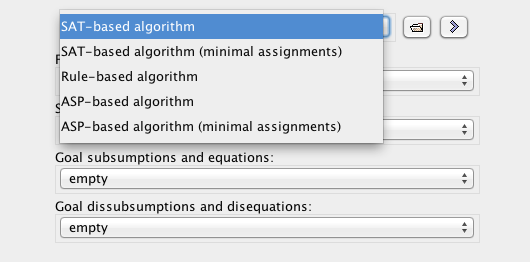 SAT-based algorithm
SAT-based algorithm (minimal assignments)
Rule-based algorithm
ASP-based algorithm
ASP-based algorithm (minimal assignments)
Goal subsumptions and equations:
empty
Goal dissubsumptions and disequations:
empty